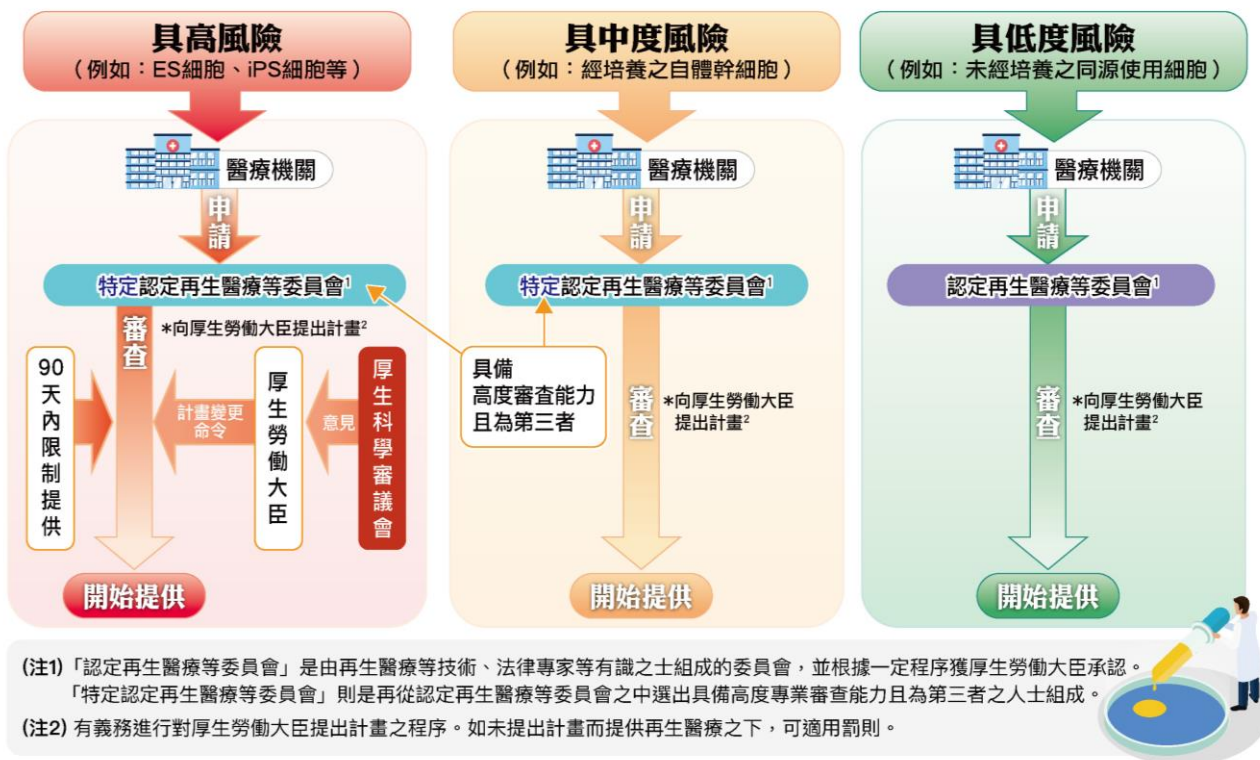 具高風險
（例如：ES細胞、iPS細胞等）
醫療機關
申請
特定認定再生醫療等委員會1
審查
*向厚生勞働大臣提出計畫2
90天內限制提供
計畫變更
命令
厚生勞働大臣
意見
厚生科學審議會
開始提供
具中度風險
（例如：經培養之自體幹細胞）
醫療機關
申請
特定認定再生醫療等委員會1
具備
高度審查能力
且為第三者
審查
*向厚生勞働大臣
提出計畫2
開始提供
具低度風險
（例如：未經培養之同源使用細胞）
醫療機關
申請
認定再生醫療等委員會1
審查
*向厚生勞働大臣
提出計畫2
開始提供
(注1)「認定再生醫療等委員會」是由再生醫療等技術、法律專家等有識之士組成的委員會，並根據一定程序獲厚生勞働大臣承認。
「特定認定再生醫療等委員會」則是再從認定再生醫療等委員會之中選出具備高度專業審查能力且為第三者之人士組成。
(注2) 有義務進行對厚生勞働大臣提出計畫之程序。如未提出計畫而提供再生醫療之下，可適用罰則。